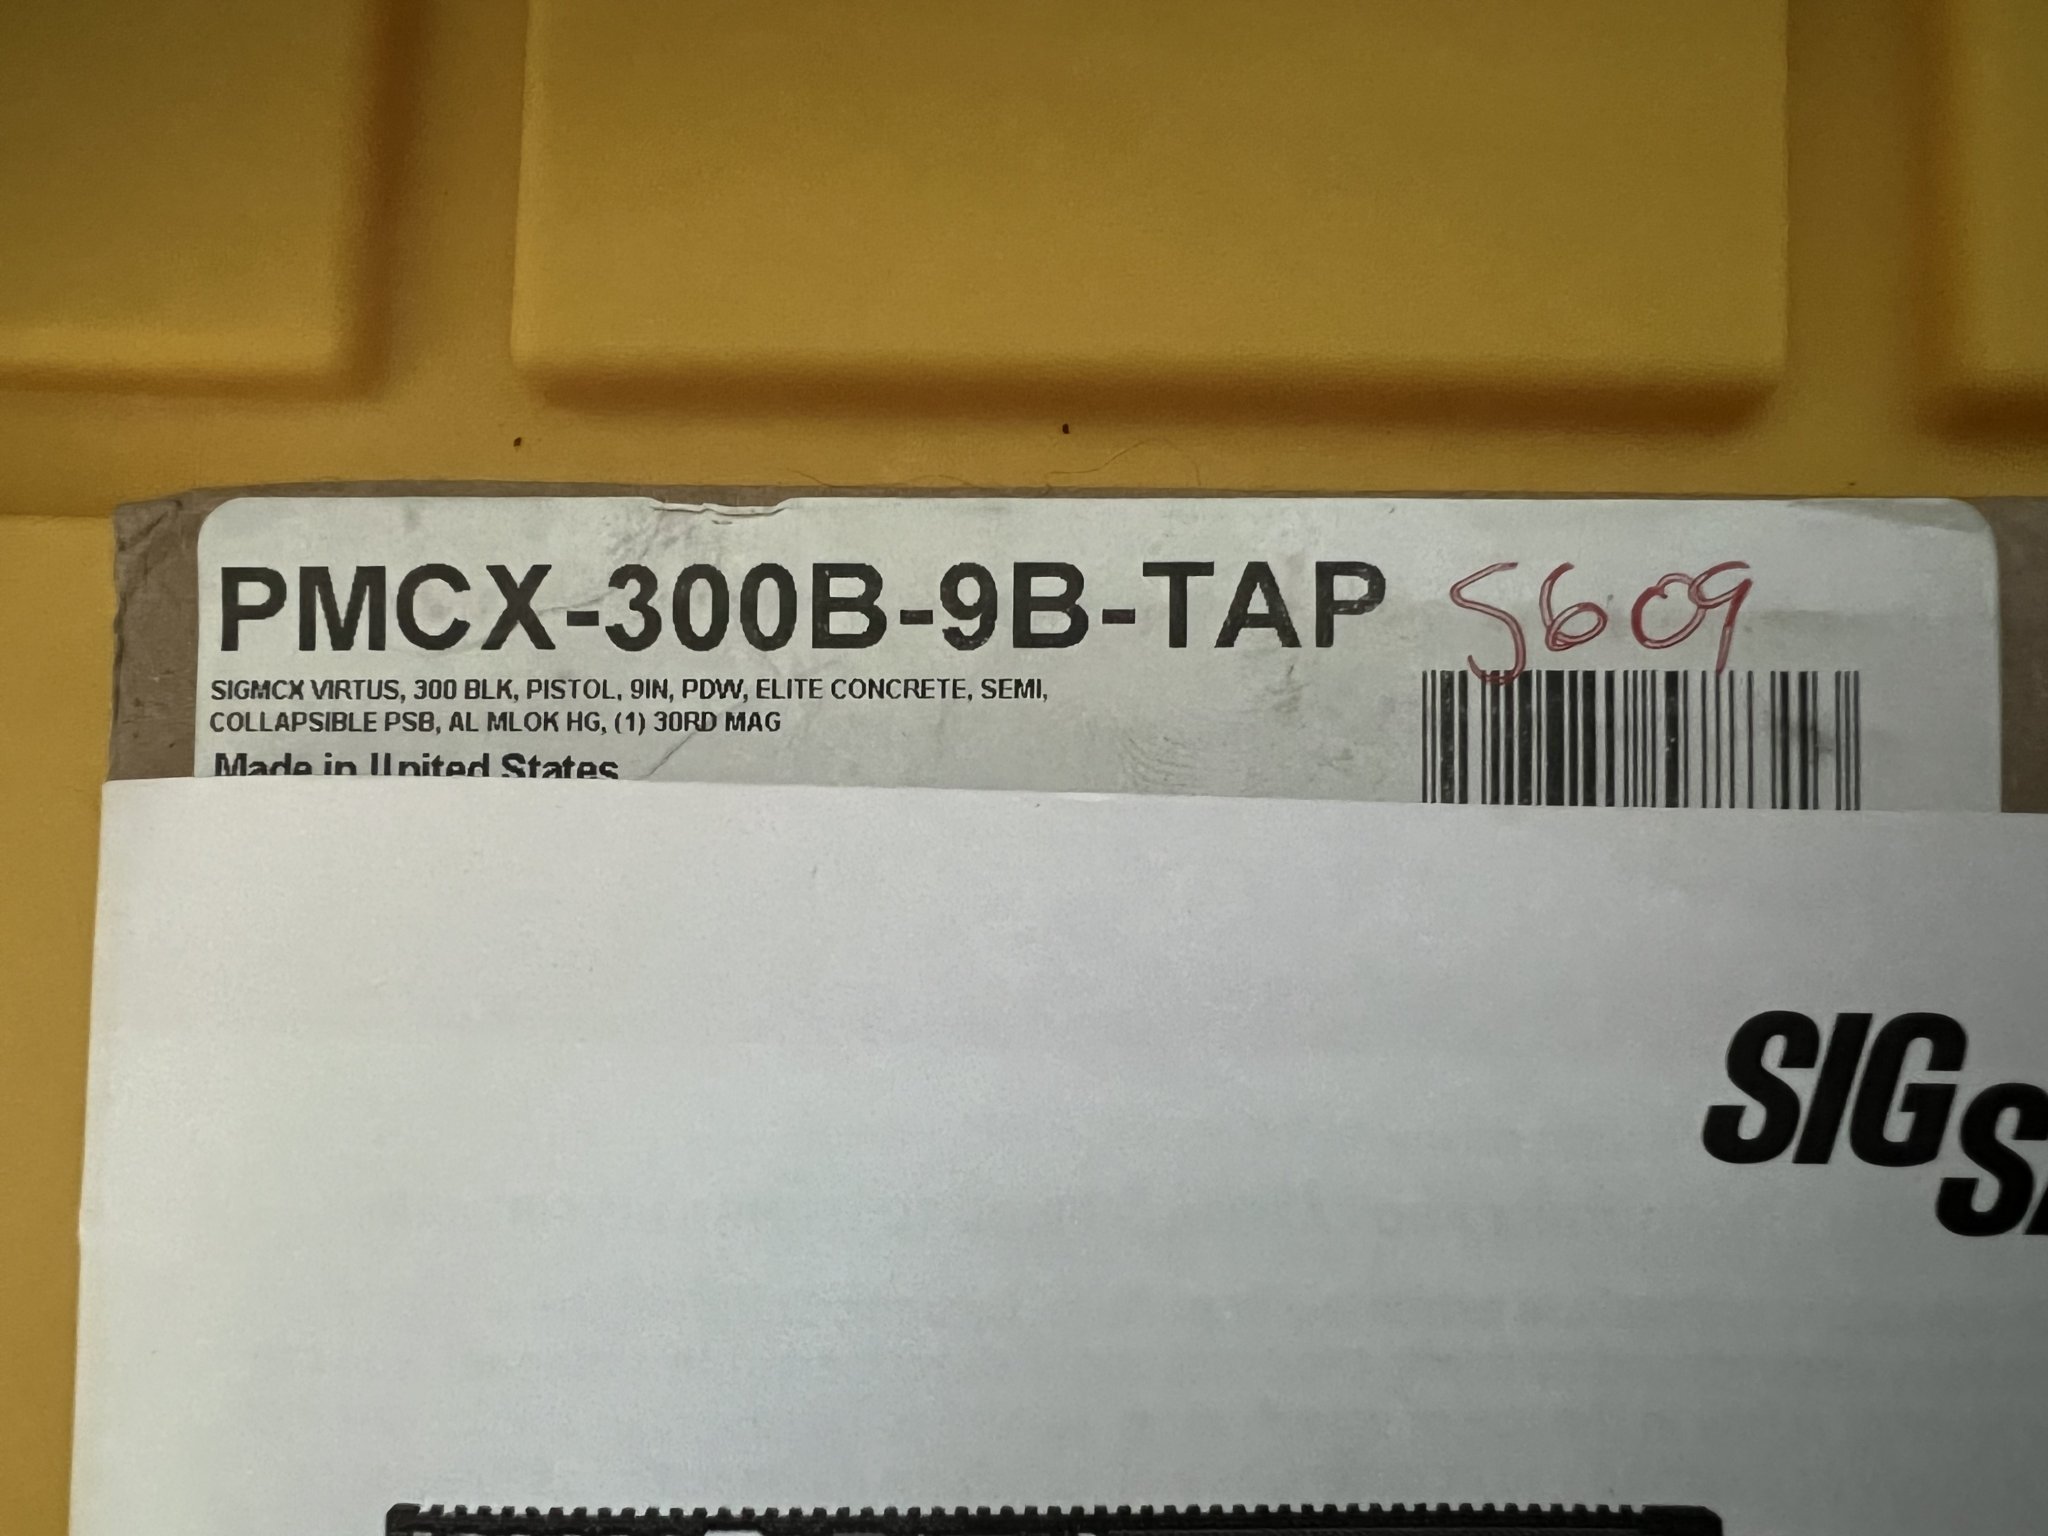 PMCX-300B-9B-TAP 5609
SIGMCX VIRTUS, 300 BLK, PISTOL, 9IN, PDW, ELITE CONCRETE, SEMI,
COLLAPSIBLE PSB, AL MLOK HG, (1) 30RD MAG
Made in United States
SIG